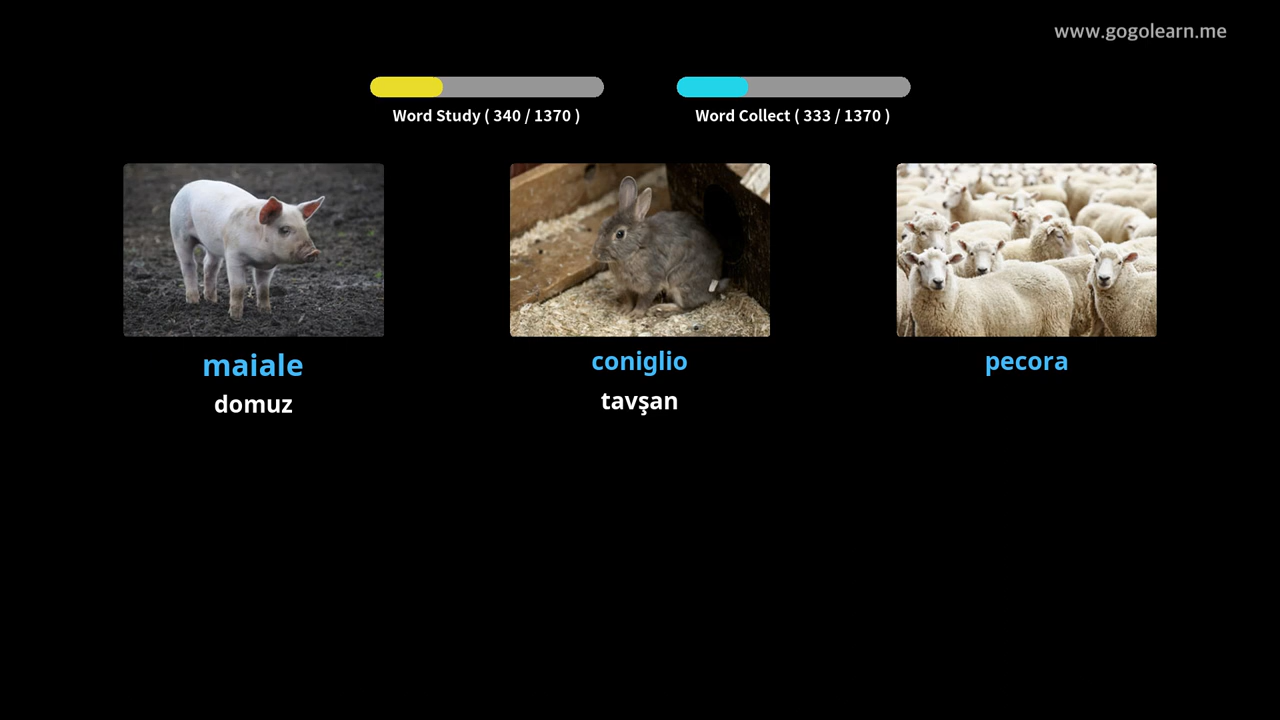 www.gogolearn.me
Word Study ( 340 / 1370 )
Word Collect ( 333 / 1370 )
maiale
domuz
coniglio
tavşan
pecora